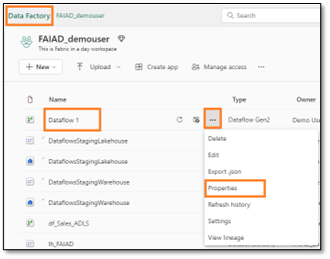 Data Factory FAIAD_demouser Search
FAIAD_demouser
This is Fabric in a day workspace
+ New Upload Create app Manage access ...
Name Type Owner
Dataflow 1 ... Dataflow Gen2 Demo Use
DataflowsStagingLakehouse Delete
DataflowsStagingLakehouse Edit
DataflowsStagingWarehouse Export .json
DataflowsStagingWarehouse Properties
df_Sales_ADLS Refresh history
lh_FAIAD Settings
View lineage